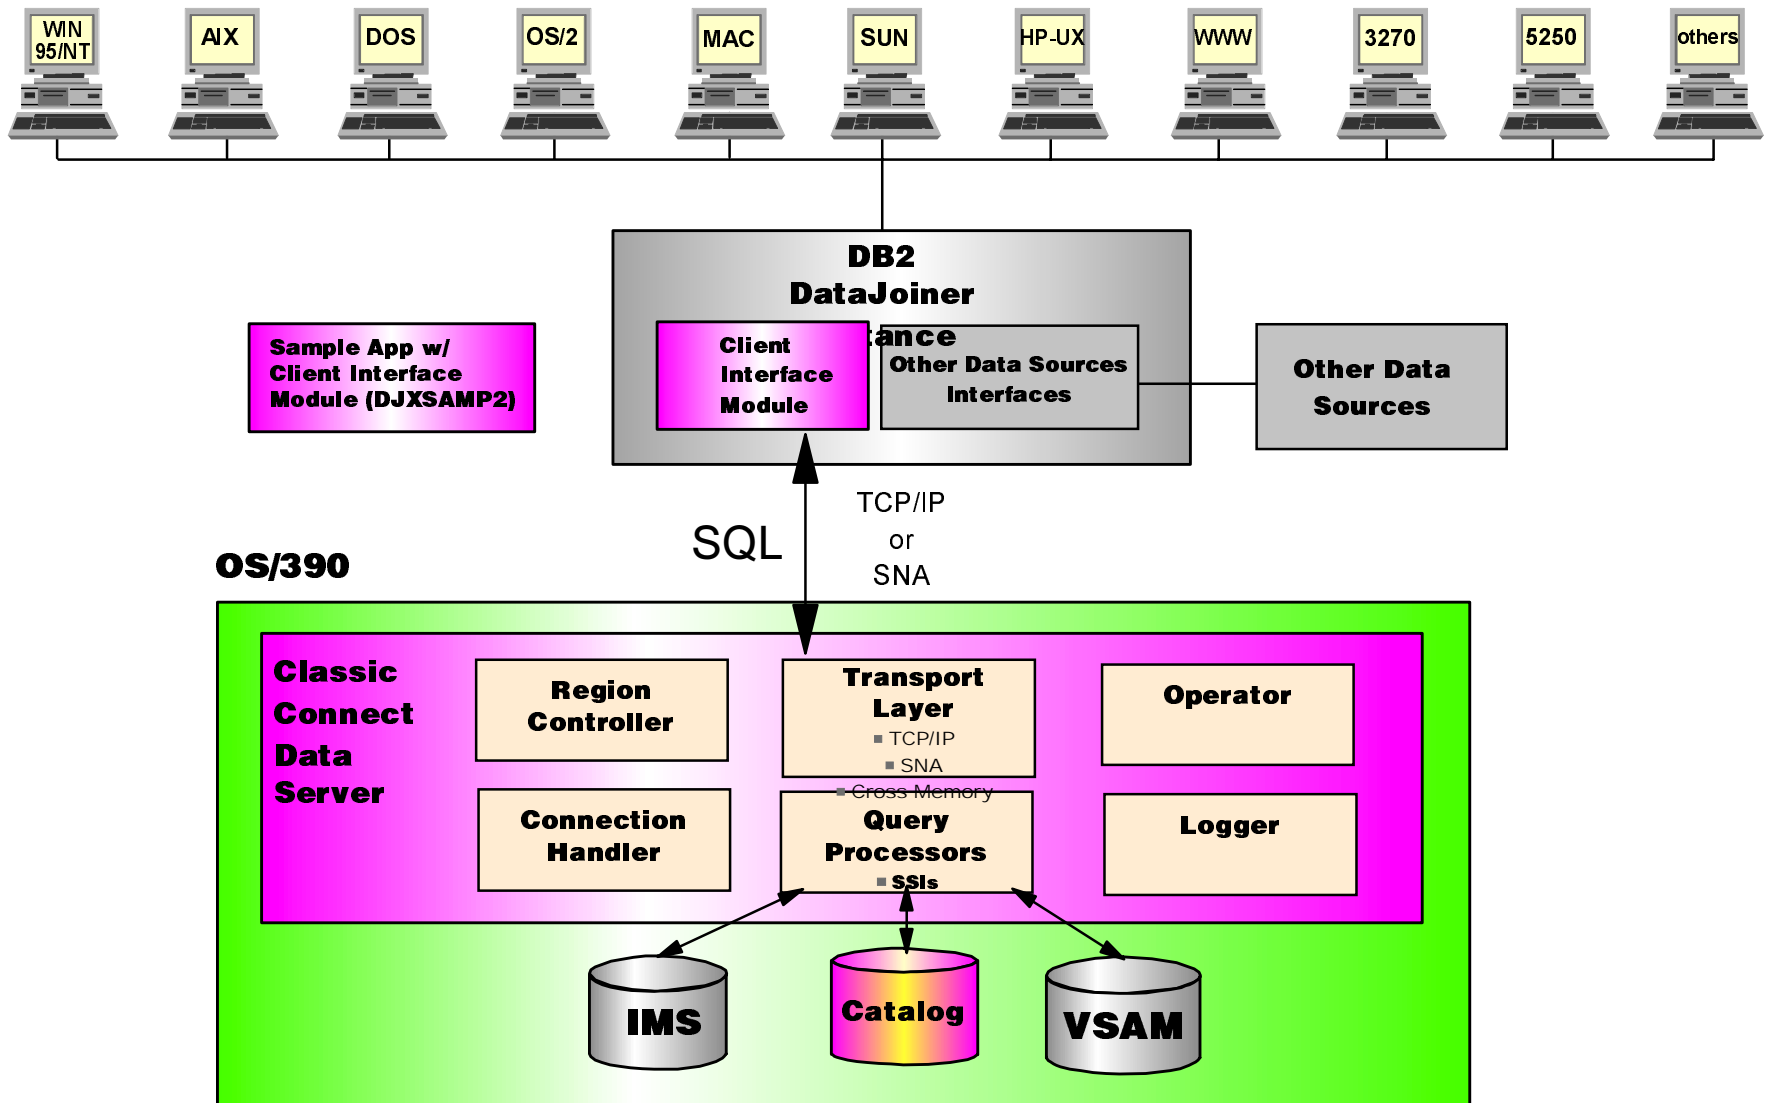 WIN
95/NT
AIX
DOS
OS/2
MAC
SUN
HP-UX
WWW
3270
5250
others
DB2
DataJoiner
tance
Sample App w/
Client Interface
Module (DJXSAMP2)
Client
Interface
Module
Other Data Sources
Interfaces
Other Data
Sources
SQL
TCP/IP
or
SNA
OS/390
Classic
Connect
Data
Server
Region
Controller
Transport
Layer
TCP/IP
SNA
Cross Memory
Operator
Connection
Handler
Query
Processors
SSIs
Logger
IMS
Catalog
VSAM